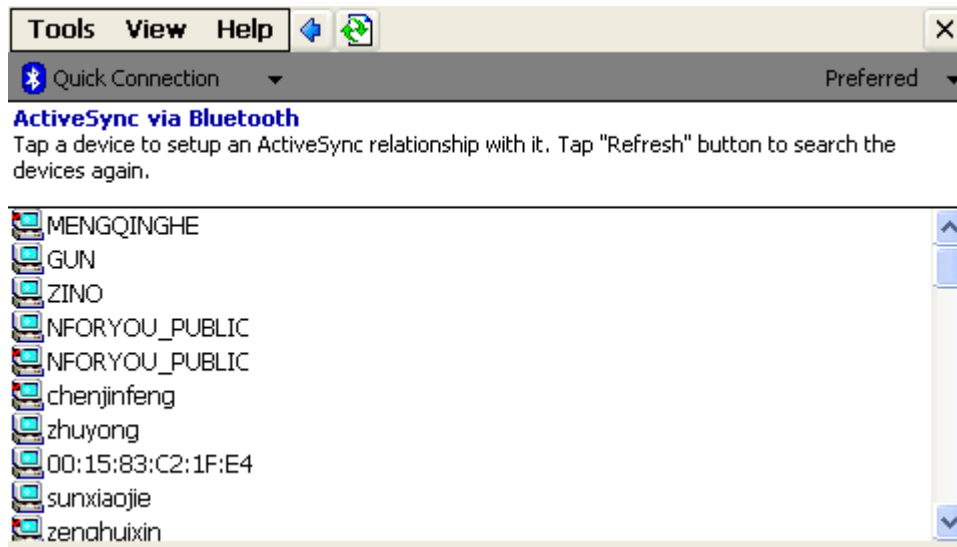 Tools View Help
Quick Connection Preferred
ActiveSync via Bluetooth
Tap a device to setup an ActiveSync relationship with it. Tap "Refresh" button to search the
devices again.
MENGQINGHE
GUN
ZINO
NFORYOU_PUBLIC
NFORYOU_PUBLIC
chenjinfeng
zhuyong
00:15:83:C2:1F:E4
sunxiaojie
zenghuixin